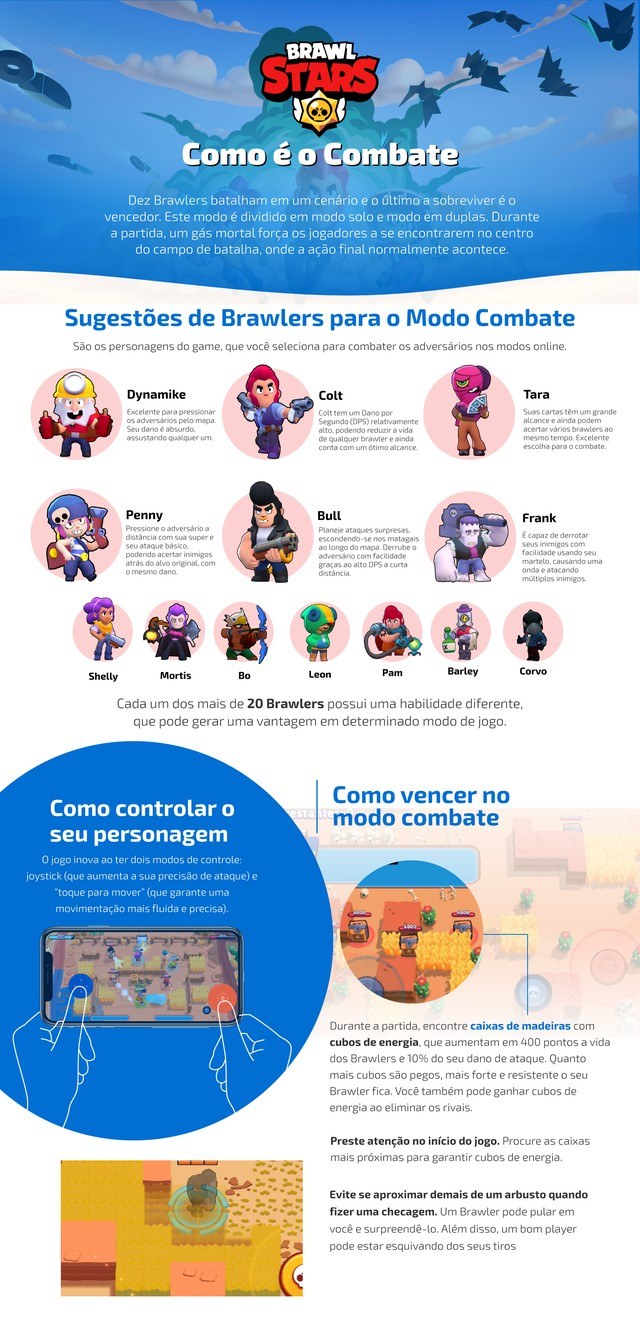 BRAWL
STARS
Como é o Combate
Dez Brawlers batalham em um cenário e o último a sobreviver é o
vencedor. Este modo é dividido em modo solo e modo em duplas. Durante
a partida, um gás mortal força os jogadores a se encontrarem no centro
do campo de batalha, onde a ação final normalmente acontece.
Sugestões de Brawlers para o Modo Combate
São os personagens do game, que você seleciona para combater os adversários nos modos online.
Dynamike
Excelente para pressionar
os adversários pelo mapa.
Seu dano é absurdo,
assustando qualquer um.
Colt
Colt tem um Dano por
Segundo (DPS) relativamente
alto, podendo reduzir a vida
de qualquer brawler e ainda
conta com um ótimo alcance.
Tara
Suas cartas têm um grande
alcance e ainda podem
acertar vários brawlers ao
mesmo tempo. Excelente
escolha para o combate.
Penny
Pressione o adversário a
distância com sua super e
seu ataque básico,
podendo acertar inimigos
atrás do alvo original, com
o mesmo dano.
Bull
Planeje ataques surpresas,
escondendo-se nos matagais
ao longo do mapa. Derrube o
adversário com facilidade
graças ao alto DPS a curta
distância.
Frank
É capaz de derrotar
seus inimigos com
facilidade usando seu
martelo, causando uma
onda e atacando
múltiplos inimigos.
Shelly
Mortis
Bo
Leon
Pam
Barley
Corvo
Cada um dos mais de 20 Brawlers possui uma habilidade diferente,
que pode gerar uma vantagem em determinado modo de jogo.
Como controlar o
seu personagem
O jogo inova ao ter dois modos de controle:
joystick (que aumenta a sua precisão de ataque) e
“toque para mover” (que garante uma
movimentação mais fluida e precisa).
Como vencer no
modo combate
Durante a partida, encontre caixas de madeiras com
cubos de energia, que aumentam em 400 pontos a vida
dos Brawlers e 10% do seu dano de ataque. Quanto
mais cubos são pegos, mais forte e resistente o seu
Brawler fica. Você também pode ganhar cubos de
energia ao eliminar os rivais.
Preste atenção no início do jogo. Procure as caixas
mais próximas para garantir cubos de energia.
Evite se aproximar demais de um arbusto quando
fizer uma checagem. Um Brawler pode pular em
você e surpreendê-lo. Além disso, um bom player
pode estar esquivando dos seus tiros